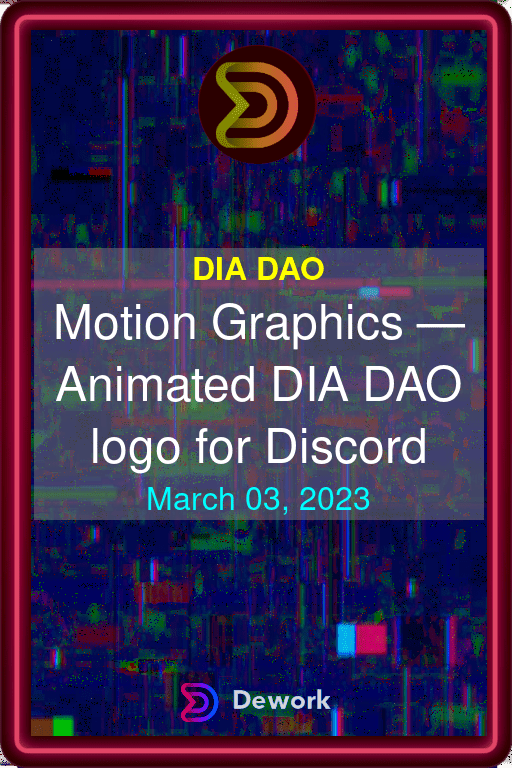 DIA DAO
Motion Graphics —
Animated DIA DAO
logo for Discord
March 03, 2023
Dework